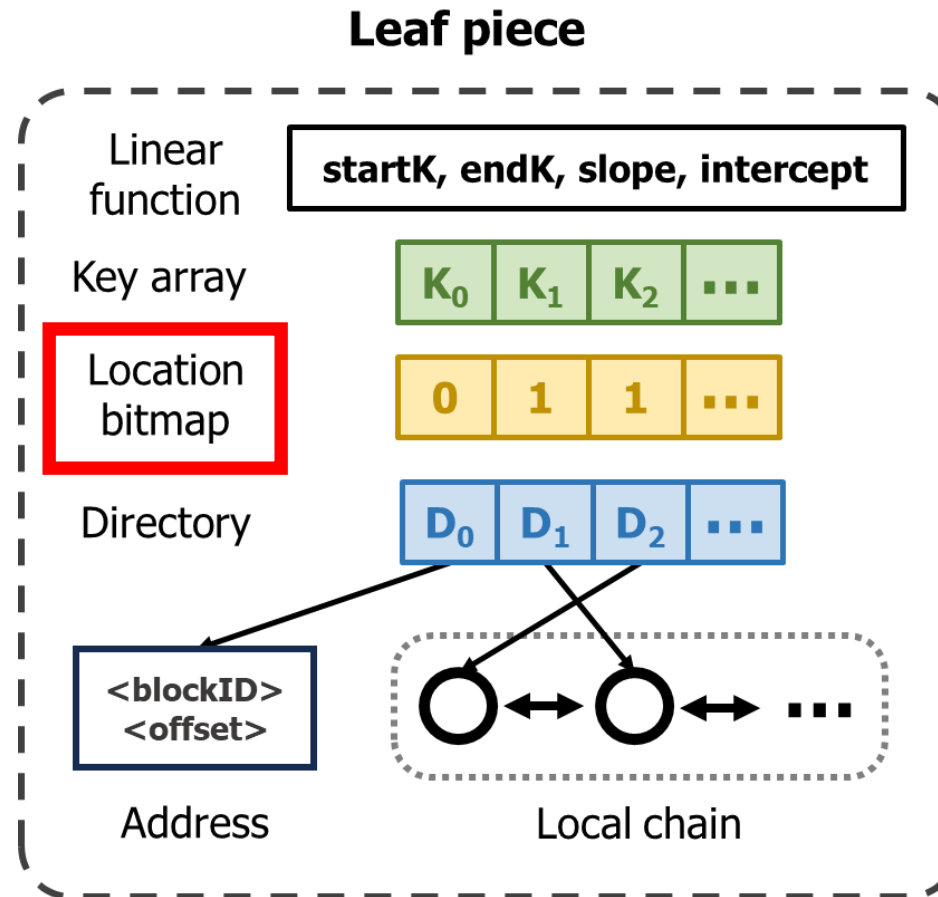 Leaf piece
Linear
function
startK, endK, slope, intercept
Key array
K₀ K₁ K₂ ...
Location
bitmap
0 1 1 ...
Directory
D₀ D₁ D₂ ...
<blockID>
<offset>
...
Address
Local chain